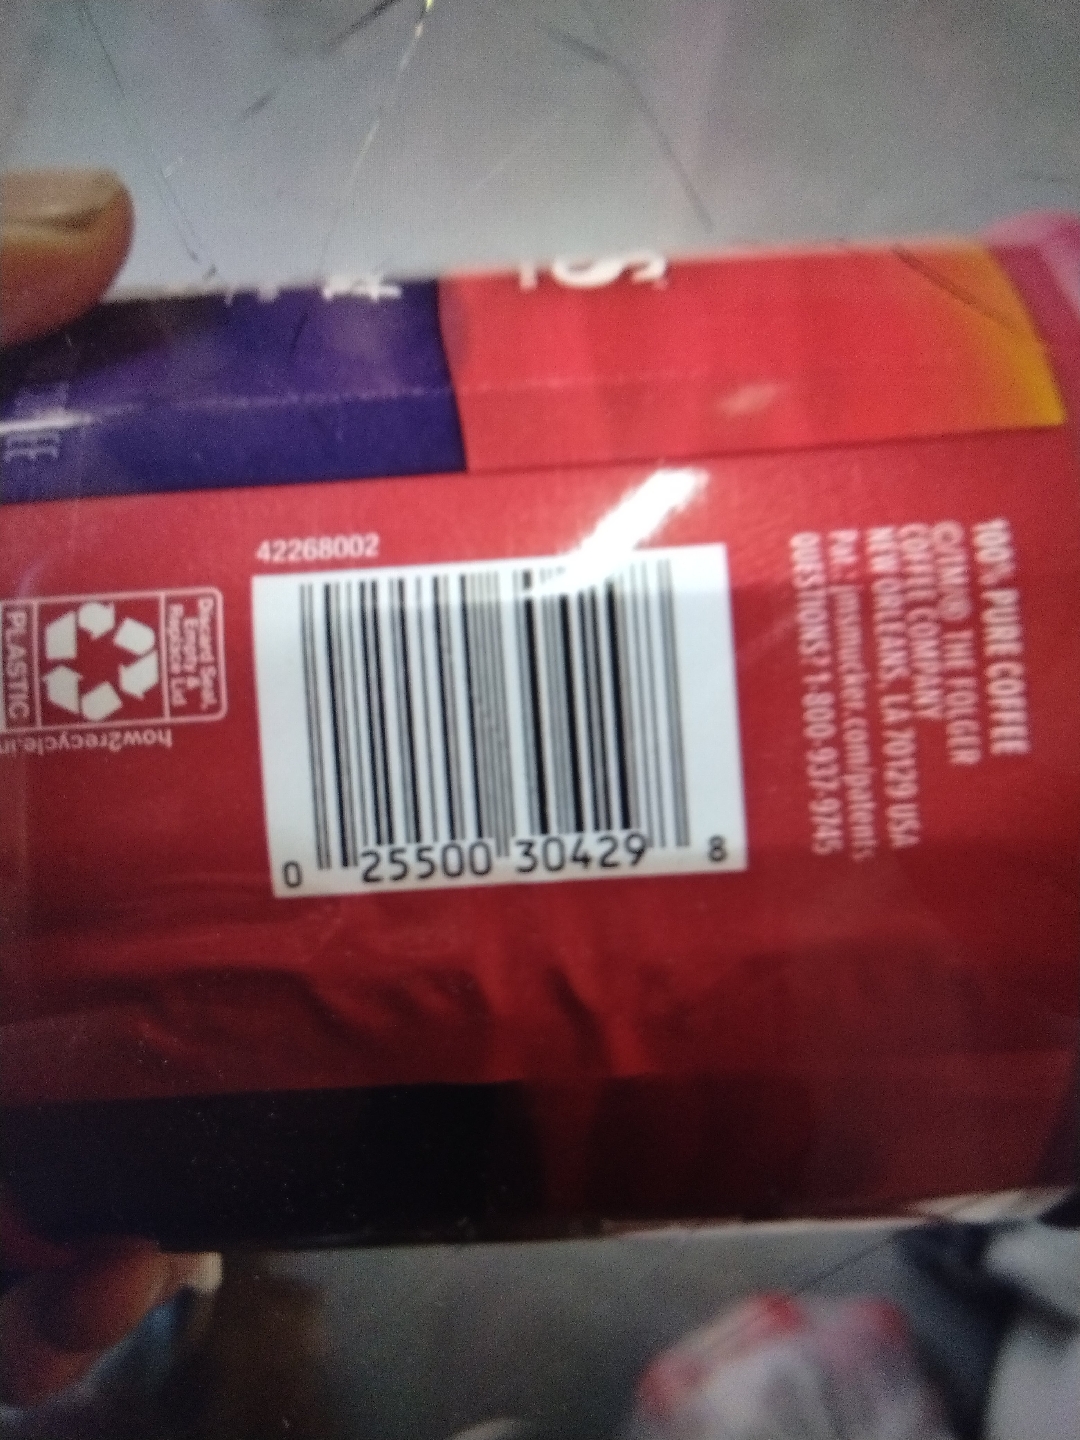 42268002
0 25500 30429 8
100% PURE COFFEE
©/TM/® THE FOLGER
COFFEE COMPANY
NEW ORLEANS, LA 70129 USA
Pat.: jmsmucker.com/patents
QUESTIONS? 1-800-937-9745
Discard Seal,
Empty &
Replace Lid
PLASTIC
how2recycle.in